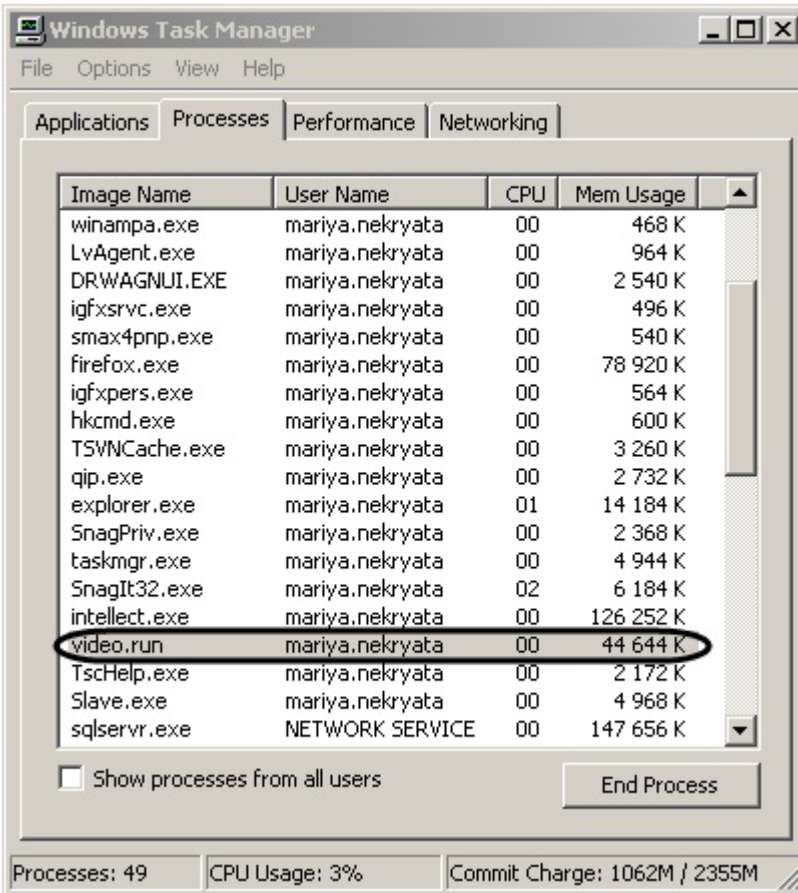 Windows Task Manager
File Options View Help
Applications Processes Performance Networking
Image Name User Name CPU Mem Usage
winampa.exe mariya.nekryata 00 468 K
LvAgent.exe mariya.nekryata 00 964 K
DRWAGNUI.EXE mariya.nekryata 00 2 540 K
igfxsrvc.exe mariya.nekryata 00 496 K
smax4pnp.exe mariya.nekryata 00 540 K
firefox.exe mariya.nekryata 00 78 920 K
igfxpers.exe mariya.nekryata 00 564 K
hkcmd.exe mariya.nekryata 00 600 K
TSVNCache.exe mariya.nekryata 00 3 260 K
qip.exe mariya.nekryata 00 2 732 K
explorer.exe mariya.nekryata 01 14 184 K
SnagPriv.exe mariya.nekryata 00 2 368 K
taskmgr.exe mariya.nekryata 00 4 944 K
SnagIt32.exe mariya.nekryata 02 6 184 K
intellect.exe mariya.nekryata 00 126 252 K
video.run mariya.nekryata 00 44 644 K
TscHelp.exe mariya.nekryata 00 2 172 K
Slave.exe mariya.nekryata 00 4 968 K
sqlservr.exe NETWORK SERVICE 00 147 656 K
Show processes from all users End Process
Processes: 49 CPU Usage: 3% Commit Charge: 1062M / 2355M